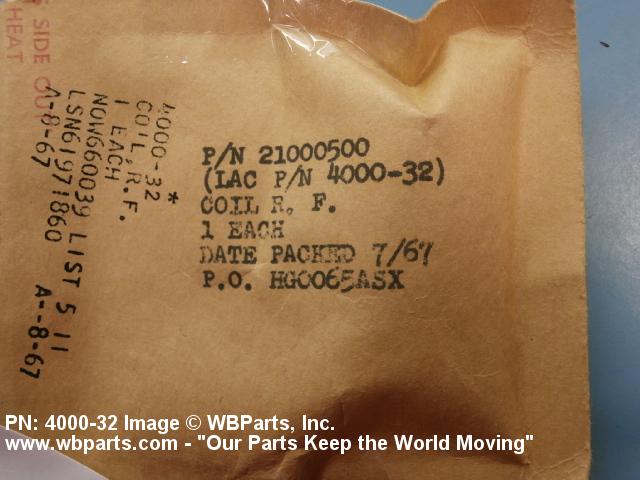 SIDE OUT
HEAT
4000-32 *
COIL, R.F.
1 EACH
NOW660039 LIST 5 11
LSN61971860 A--8-67
A-8-67
P/N 21000500
(LAC P/N 4000-32)
COIL R. F.
1 EACH
DATE PACKED 7/67
P.O. HG0065ASX
PN: 4000-32 Image © WBParts, Inc.
www.wbparts.com - "Our Parts Keep the World Moving"